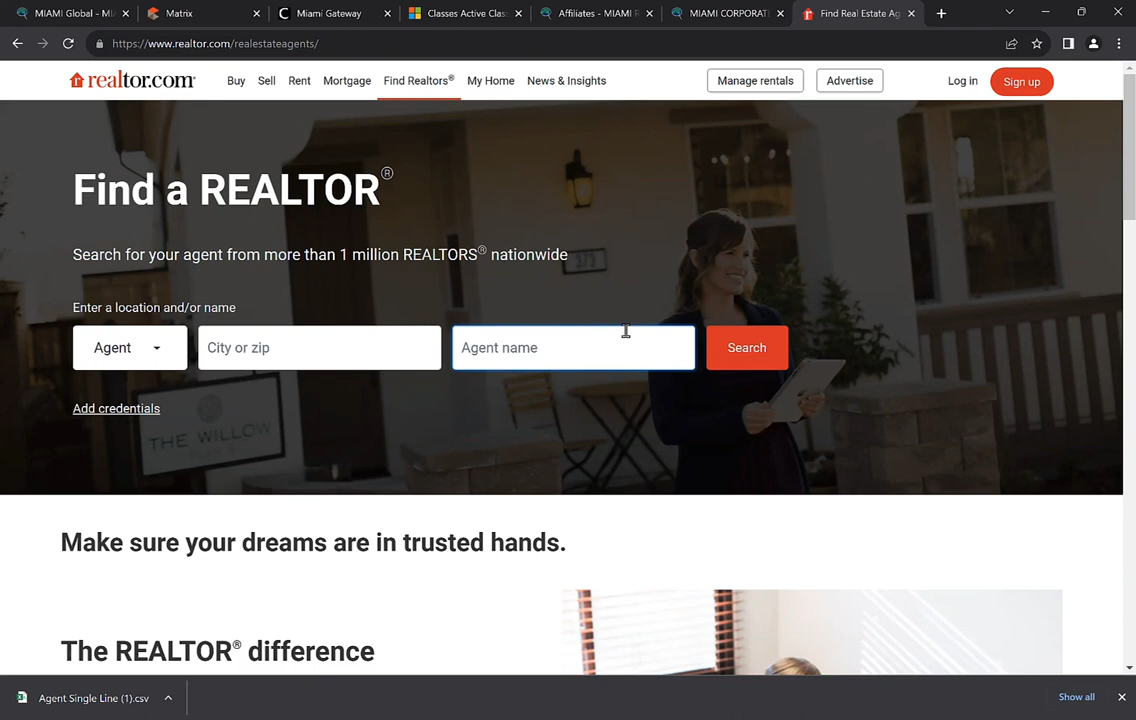 MIAMI Global - MI
Matrix
Miami Gateway
Classes Active Clas
Affiliates - MIAMI R
MIAMI CORPORAT
Find Real Estate Ag
https://www.realtor.com/realestateagents/
realtor.com
Buy Sell Rent Mortgage Find Realtors® My Home News & Insights
Manage rentals
Advertise
Log in
Sign up
Find a REALTOR®
Search for your agent from more than 1 million REALTORS® nationwide
Enter a location and/or name
Agent
City or zip
Agent name
Search
Add credentials
THE WILLOW
Make sure your dreams are in trusted hands.
The REALTOR® difference
Agent Single Line (1).csv
Show all